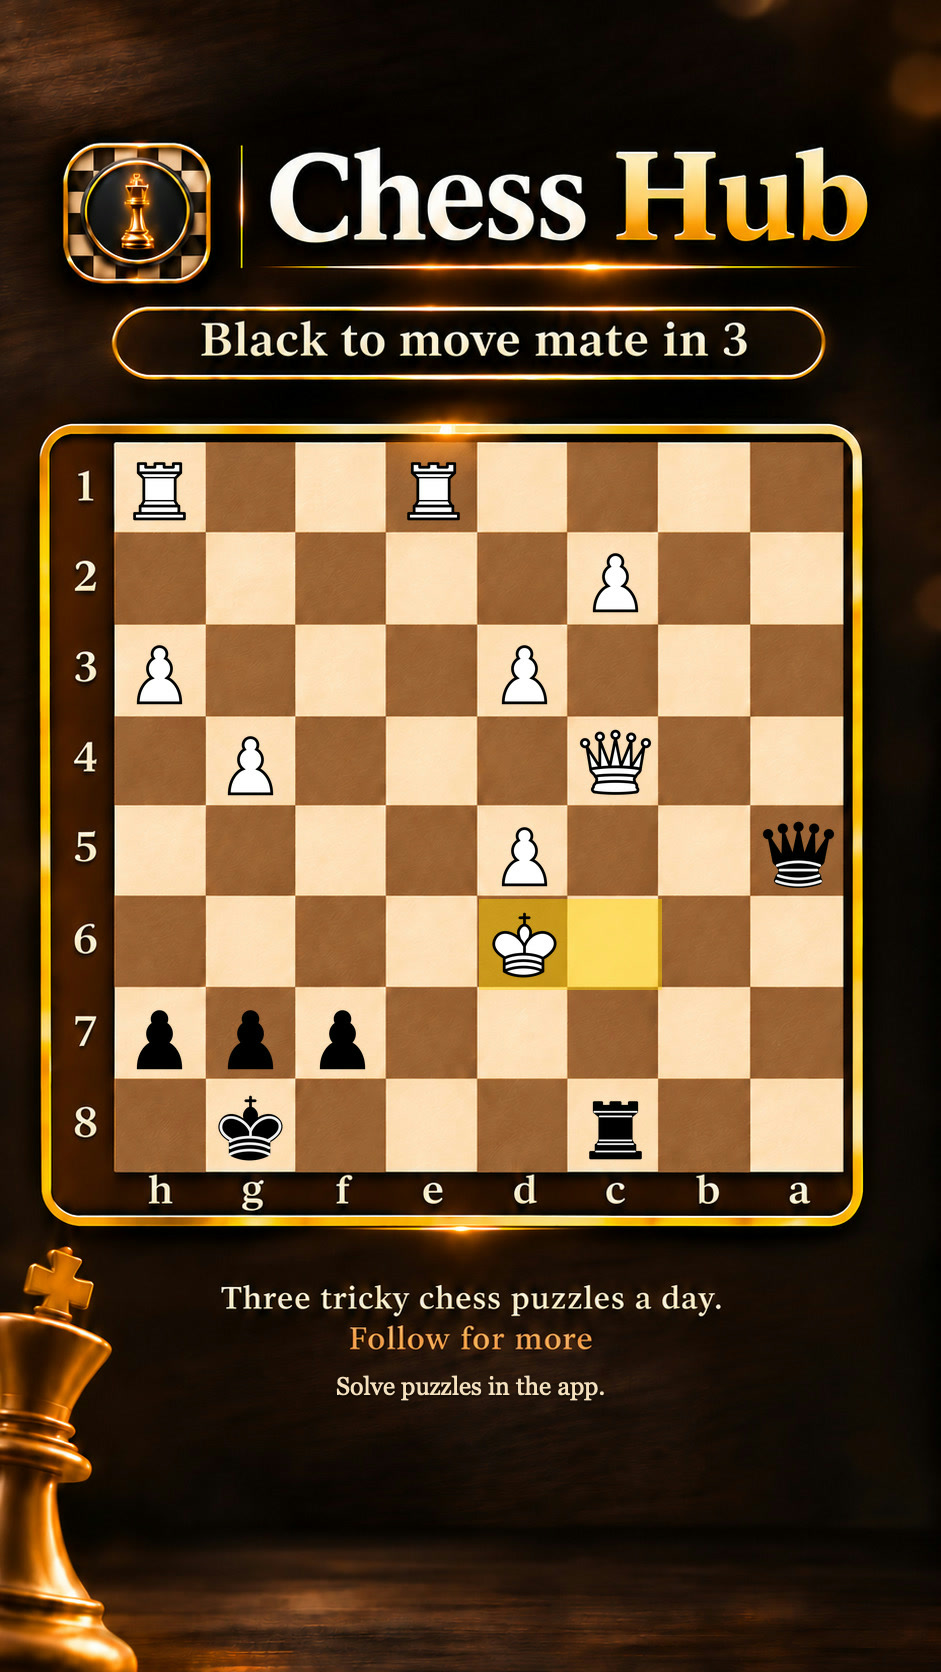 Chess Hub
Black to move mate in 3
1
2
3
4
5
6
7
8
h g f e d c b a
Three tricky chess puzzles a day.
Follow for more
Solve puzzles in the app.